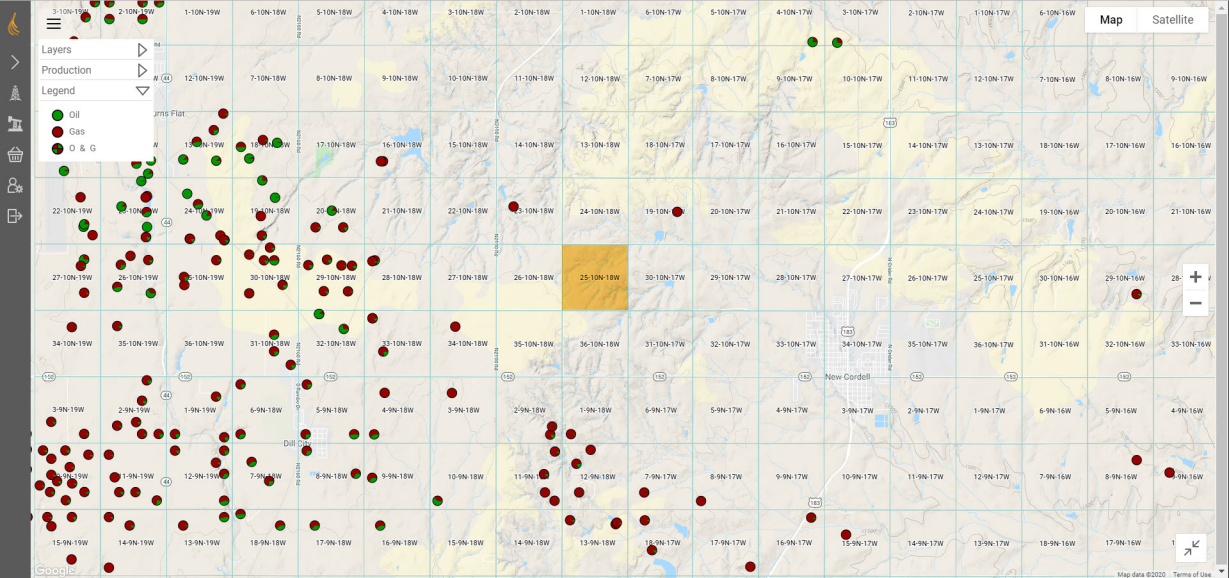 3-10N-19W 2-10N-19W 1-10N-19W 6-10N-18W 5-10N-18W 4-10N-18W 3-10N-18W 2-10N-18W 1-10N-18W 6-10N-17W 5-10N-17W 4-10N-17W 3-10N-17W 2-10N-17W 1-10N-17W
Map Satellite
Layers
Production
Legend
Oil
Gas
O & G
44 12-10N-19W 7-10N-18W 8-10N-18W 9-10N-18W 10-10N-18W 11-10N-18W 12-10N-18W 7-10N-17W 8-10N-17W 9-10N-17W 10-10N-17W 11-10N-17W 12-10N-17W 7-10N-16W 8-10N-16W 9-10N-16W
urns Flat
183
17-10N-18W 16-10N-18W 15-10N-18W 14-10N-18W 13-10N-18W 18-10N-17W 17-10N-17W 16-10N-17W 15-10N-17W 14-10N-17W 13-10N-17W 18-10N-16W 17-10N-16W 16-10N-16W
22-10N-19W 24-10N-19W 19-10N-18W 20-10N-18W 21-10N-18W 22-10N-18W 23-10N-18W 24-10N-18W 19-10N-17W 20-10N-17W 21-10N-17W 22-10N-17W 23-10N-17W 24-10N-17W 19-10N-16W 20-10N-16W 21-10N-16W
44
27-10N-19W 26-10N-19W 25-10N-19W 30-10N-18W 29-10N-18W 28-10N-18W 27-10N-18W 26-10N-18W 25-10N-18W 30-10N-17W 29-10N-17W 28-10N-17W 27-10N-17W 26-10N-17W 25-10N-17W 30-10N-16W 29-10N-16W 28-10N-16W
183
34-10N-19W 35-10N-19W 36-10N-19W 31-10N-18W 32-10N-18W 33-10N-18W 34-10N-18W 35-10N-18W 36-10N-18W 31-10N-17W 32-10N-17W 33-10N-17W 34-10N-17W 35-10N-17W 36-10N-17W 31-10N-16W 32-10N-16W 33-10N-16W
152 152 152 152 152 152 New Cordell 152 152 152
3-9N-19W 2-9N-19W 1-9N-19W 6-9N-18W 5-9N-18W 4-9N-18W 3-9N-18W 2-9N-18W 1-9N-18W 6-9N-17W 5-9N-17W 4-9N-17W 3-9N-17W 2-9N-17W 1-9N-17W 6-9N-16W 5-9N-16W 4-9N-16W
Dill City
11-9N-19W 12-9N-19W 7-9N-18W 8-9N-18W 9-9N-18W 10-9N-18W 12-9N-18W 7-9N-17W 8-9N-17W 9-9N-17W 10-9N-17W 11-9N-17W 12-9N-17W 7-9N-16W 8-9N-16W 9-9N-16W
44
183
15-9N-19W 14-9N-19W 13-9N-19W 18-9N-18W 17-9N-18W 16-9N-18W 15-9N-18W 14-9N-18W 13-9N-18W 18-9N-17W 17-9N-17W 16-9N-17W 15-9N-17W 14-9N-17W 13-9N-17W 18-9N-16W 17-9N-16W 16-9N-16W
Google
Map data ©2020 Terms of Use